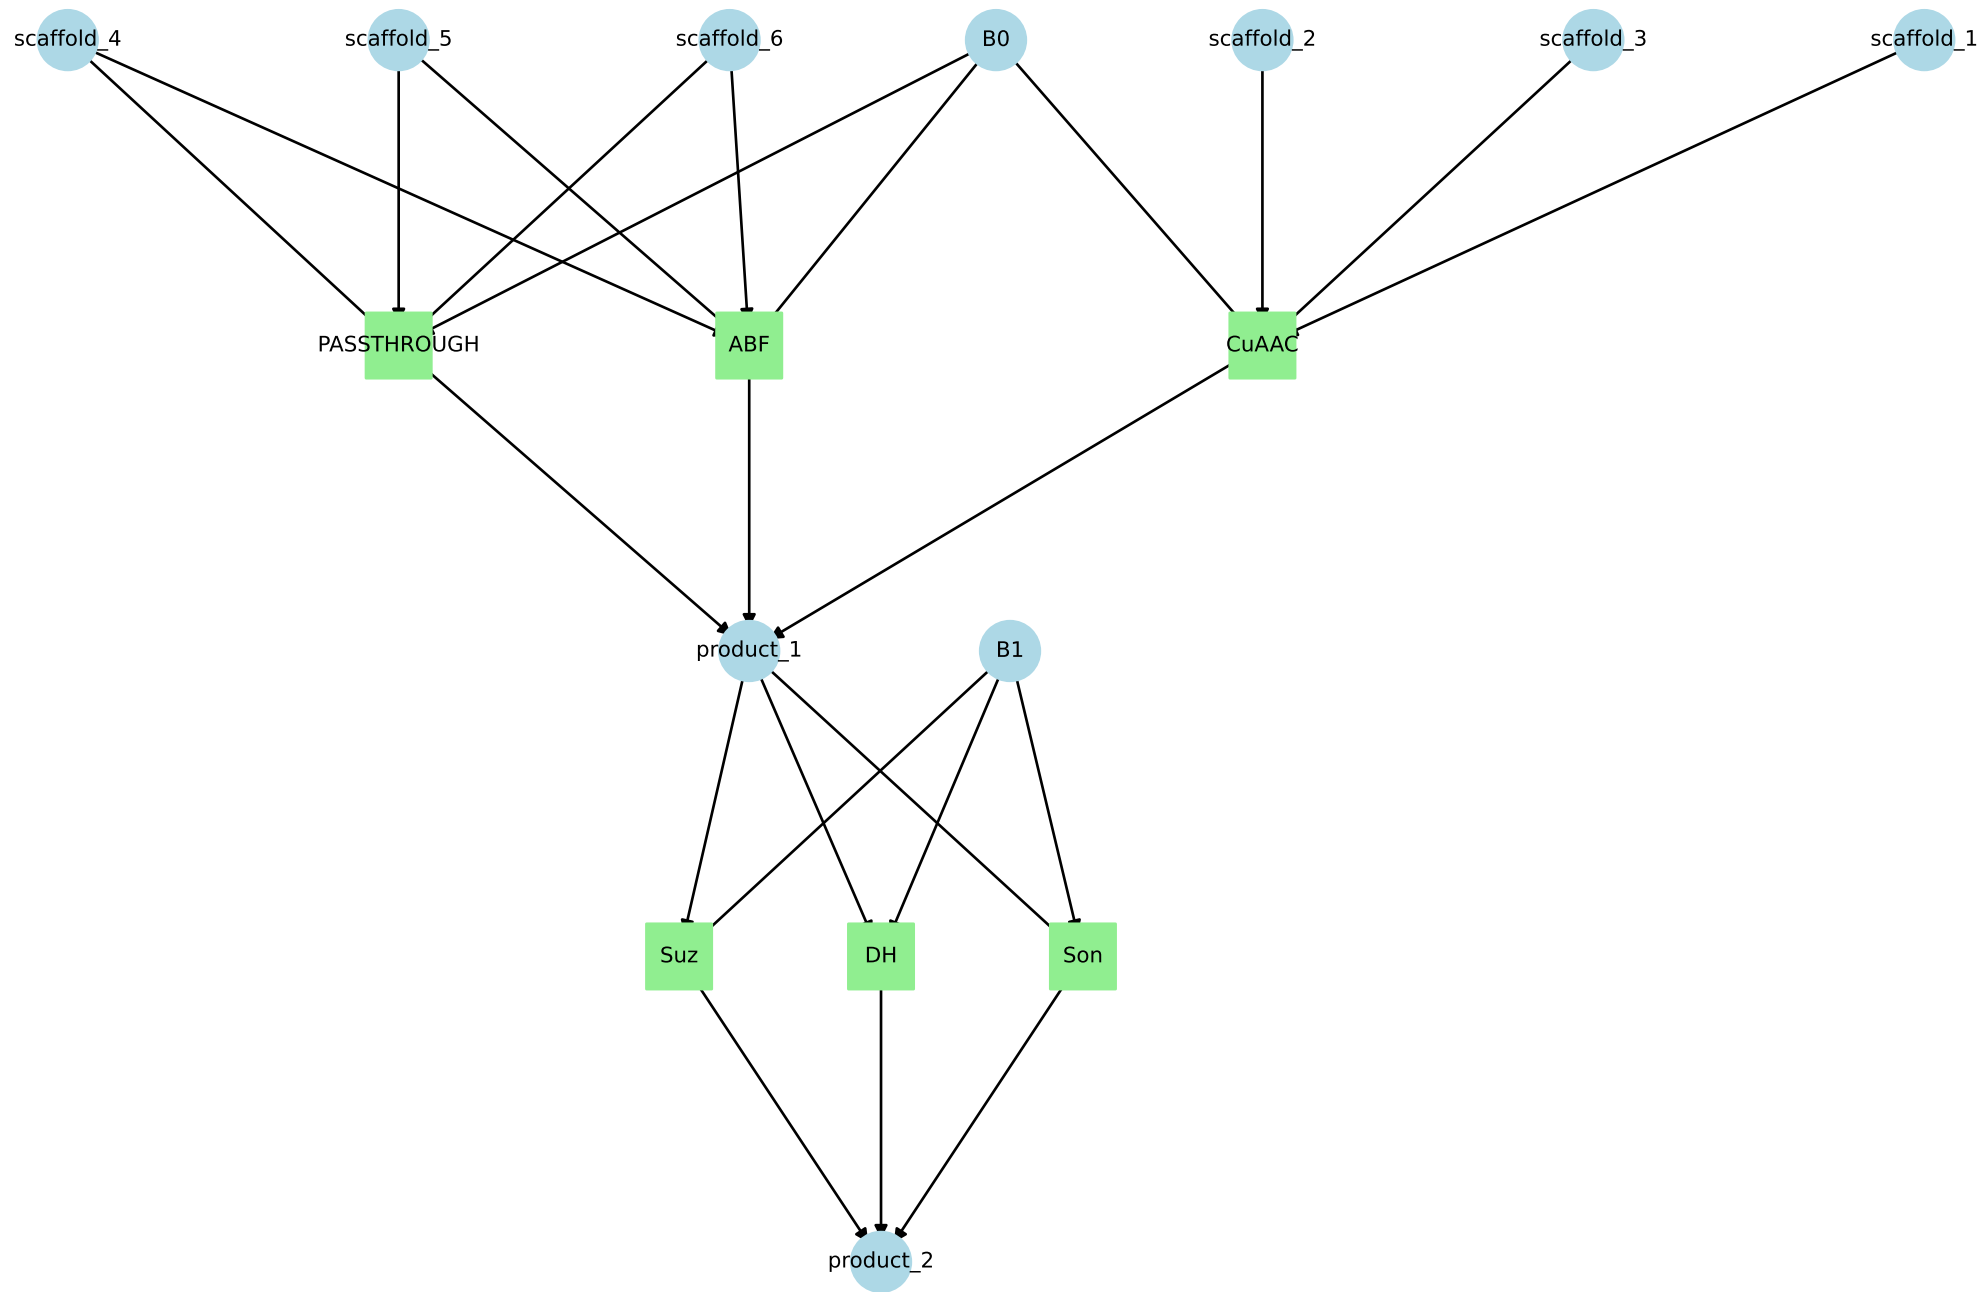 scaffold_4
scaffold_5
scaffold_6
B0
scaffold_2
scaffold_3
scaffold_1
PASSTHROUGH
ABF
CuAAC
product_1
B1
Suz
DH
Son
product_2